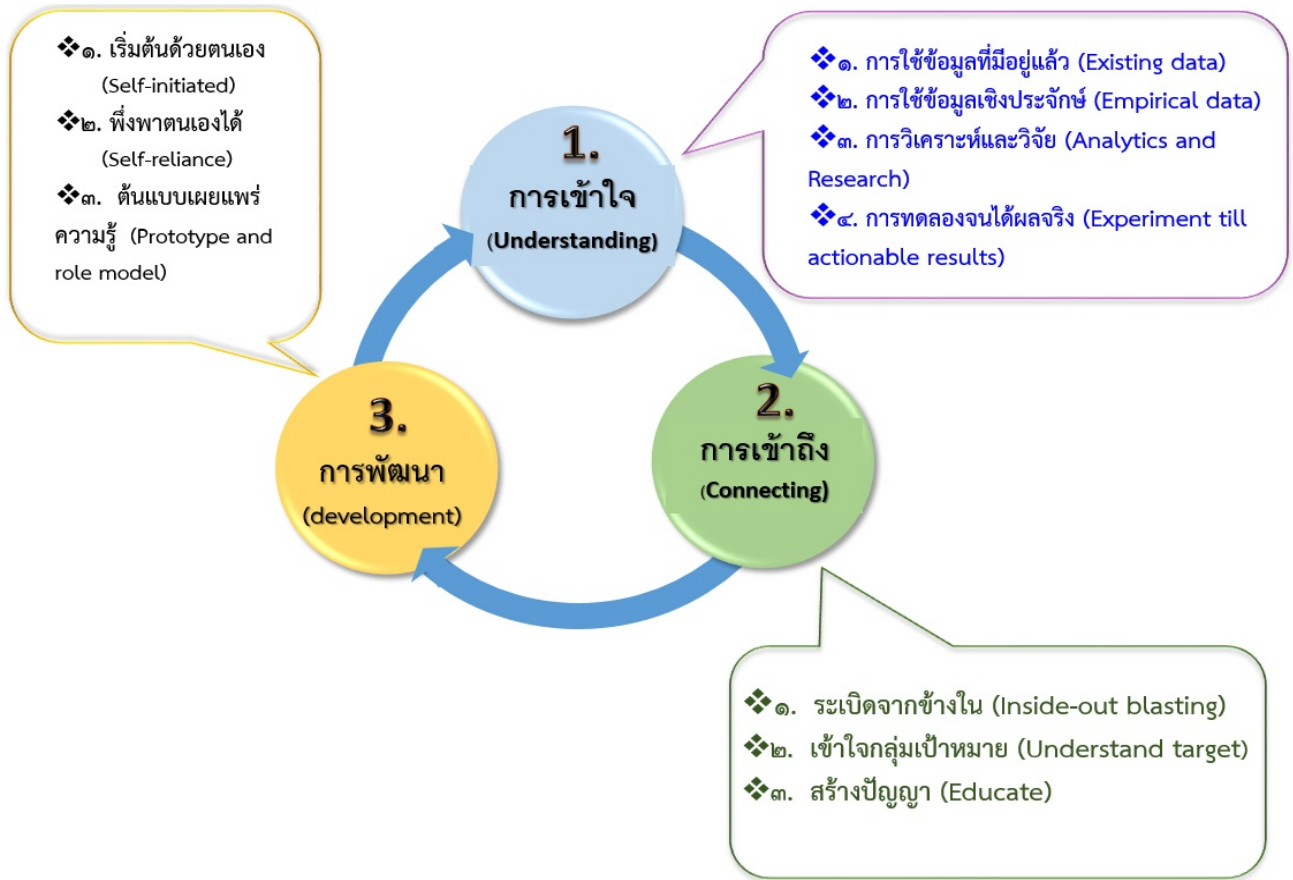 ❖๑. เริ่มต้นด้วยตนเอง
(Self-initiated)
❖๒. พึ่งพาตนเองได้
(Self-reliance)
❖๓. ต้นแบบเผยแพร่
ความรู้ (Prototype and
role model)
❖๑. การใช้ข้อมูลที่มีอยู่แล้ว (Existing data)
❖๒. การใช้ข้อมูลเชิงประจักษ์ (Empirical data)
❖๓. การวิเคราะห์และวิจัย (Analytics and
Research)
❖๔. การทดลองจนได้ผลจริง (Experiment till
actionable results)
1.
การเข้าใจ
(Understanding)
2.
การเข้าถึง
(Connecting)
3.
การพัฒนา
(development)
❖๑. ระเบิดจากข้างใน (Inside-out blasting)
❖๒. เข้าใจกลุ่มเป้าหมาย (Understand target)
❖๓. สร้างปัญญา (Educate)